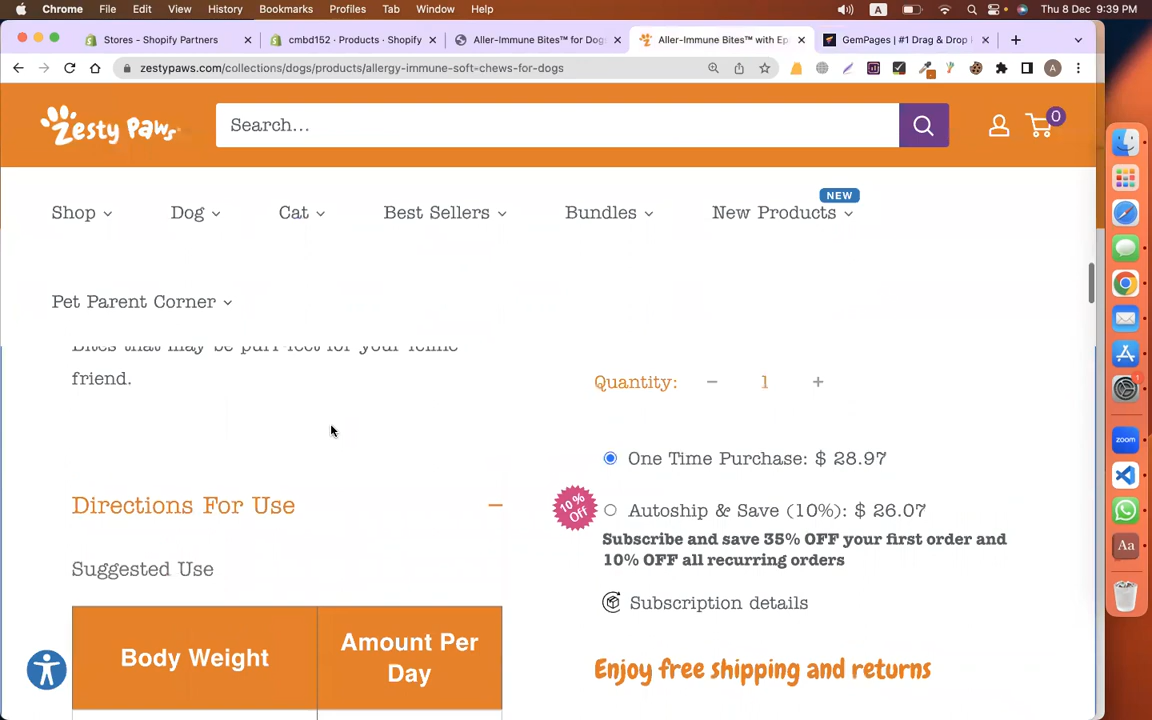 Chrome File Edit View History Bookmarks Profiles Tab Window Help A Thu 8 Dec 9:39 PM
Stores - Shopify Partners
cmbd152 · Products · Shopify
Aller-Immune Bites™ for Dog
Aller-Immune Bites™ with Ep
GemPages | #1 Drag & Drop
zestypaws.com/collections/dogs/products/allergy-immune-soft-chews-for-dogs
A
Zesty Paws
Search...
0
NEW
Shop Dog Cat Best Sellers Bundles New Products
Pet Parent Corner
Bites that may be purr-fect for your feline
friend.
Quantity: − 1 +
One Time Purchase: $ 28.97
Directions For Use
10% Off
Autoship & Save (10%): $ 26.07
Subscribe and save 35% OFF your first order and
10% OFF all recurring orders
Suggested Use
Subscription details
Body Weight
Amount Per
Day
Enjoy free shipping and returns
1
zoom
Aa